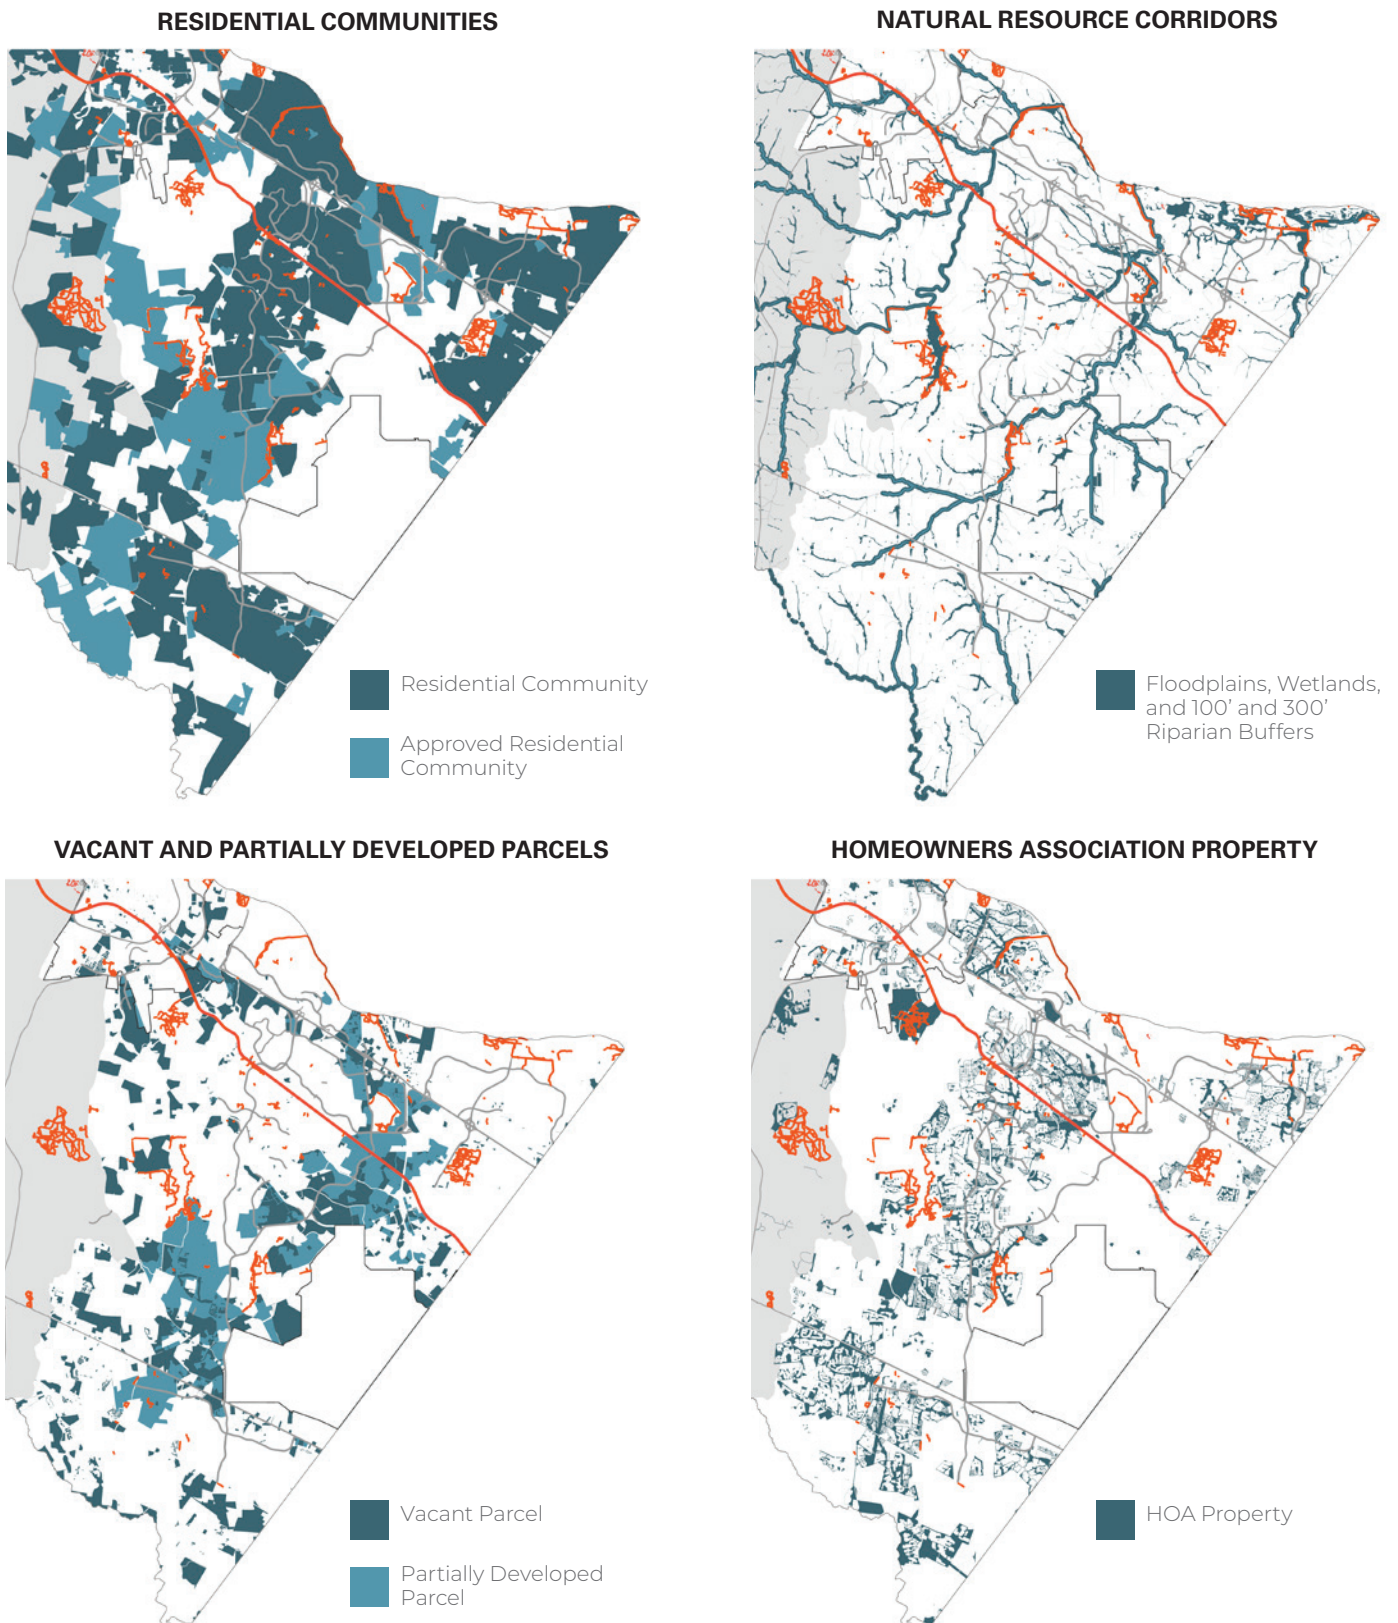 RESIDENTIAL COMMUNITIES
NATURAL RESOURCE CORRIDORS
Residential Community
Approved Residential
Community
Floodplains, Wetlands,
and 100’ and 300’
Riparian Buffers
VACANT AND PARTIALLY DEVELOPED PARCELS
HOMEOWNERS ASSOCIATION PROPERTY
Vacant Parcel
Partially Developed
Parcel
HOA Property